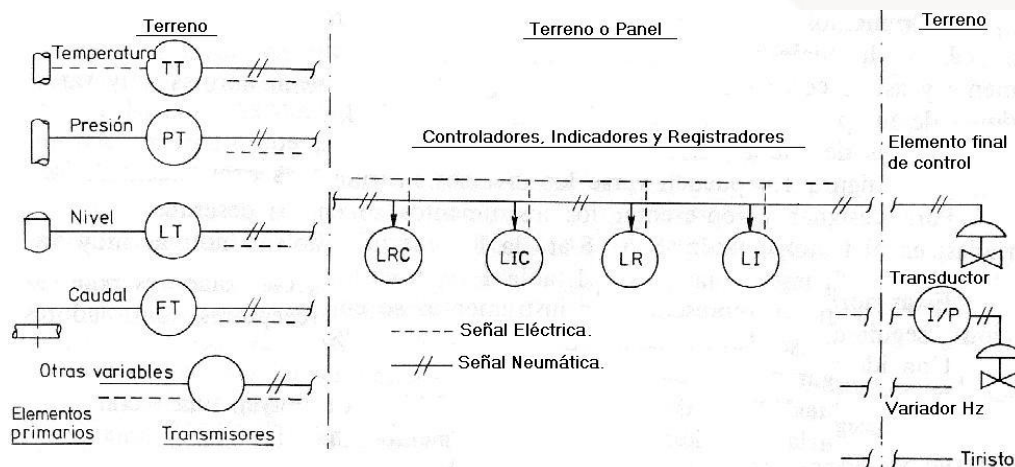 Terreno
Temperatura
TT
Presión
PT
Nivel
LT
Caudal
FT
Otras variables
Elementos
primarios
Transmisores
Terreno o Panel
Controladores, Indicadores y Registradores
LRC
LIC
LR
LI
Señal Eléctrica.
Señal Neumática.
Terreno
Elemento final
de control
Transductor
I/P
Variador Hz
Tiristo